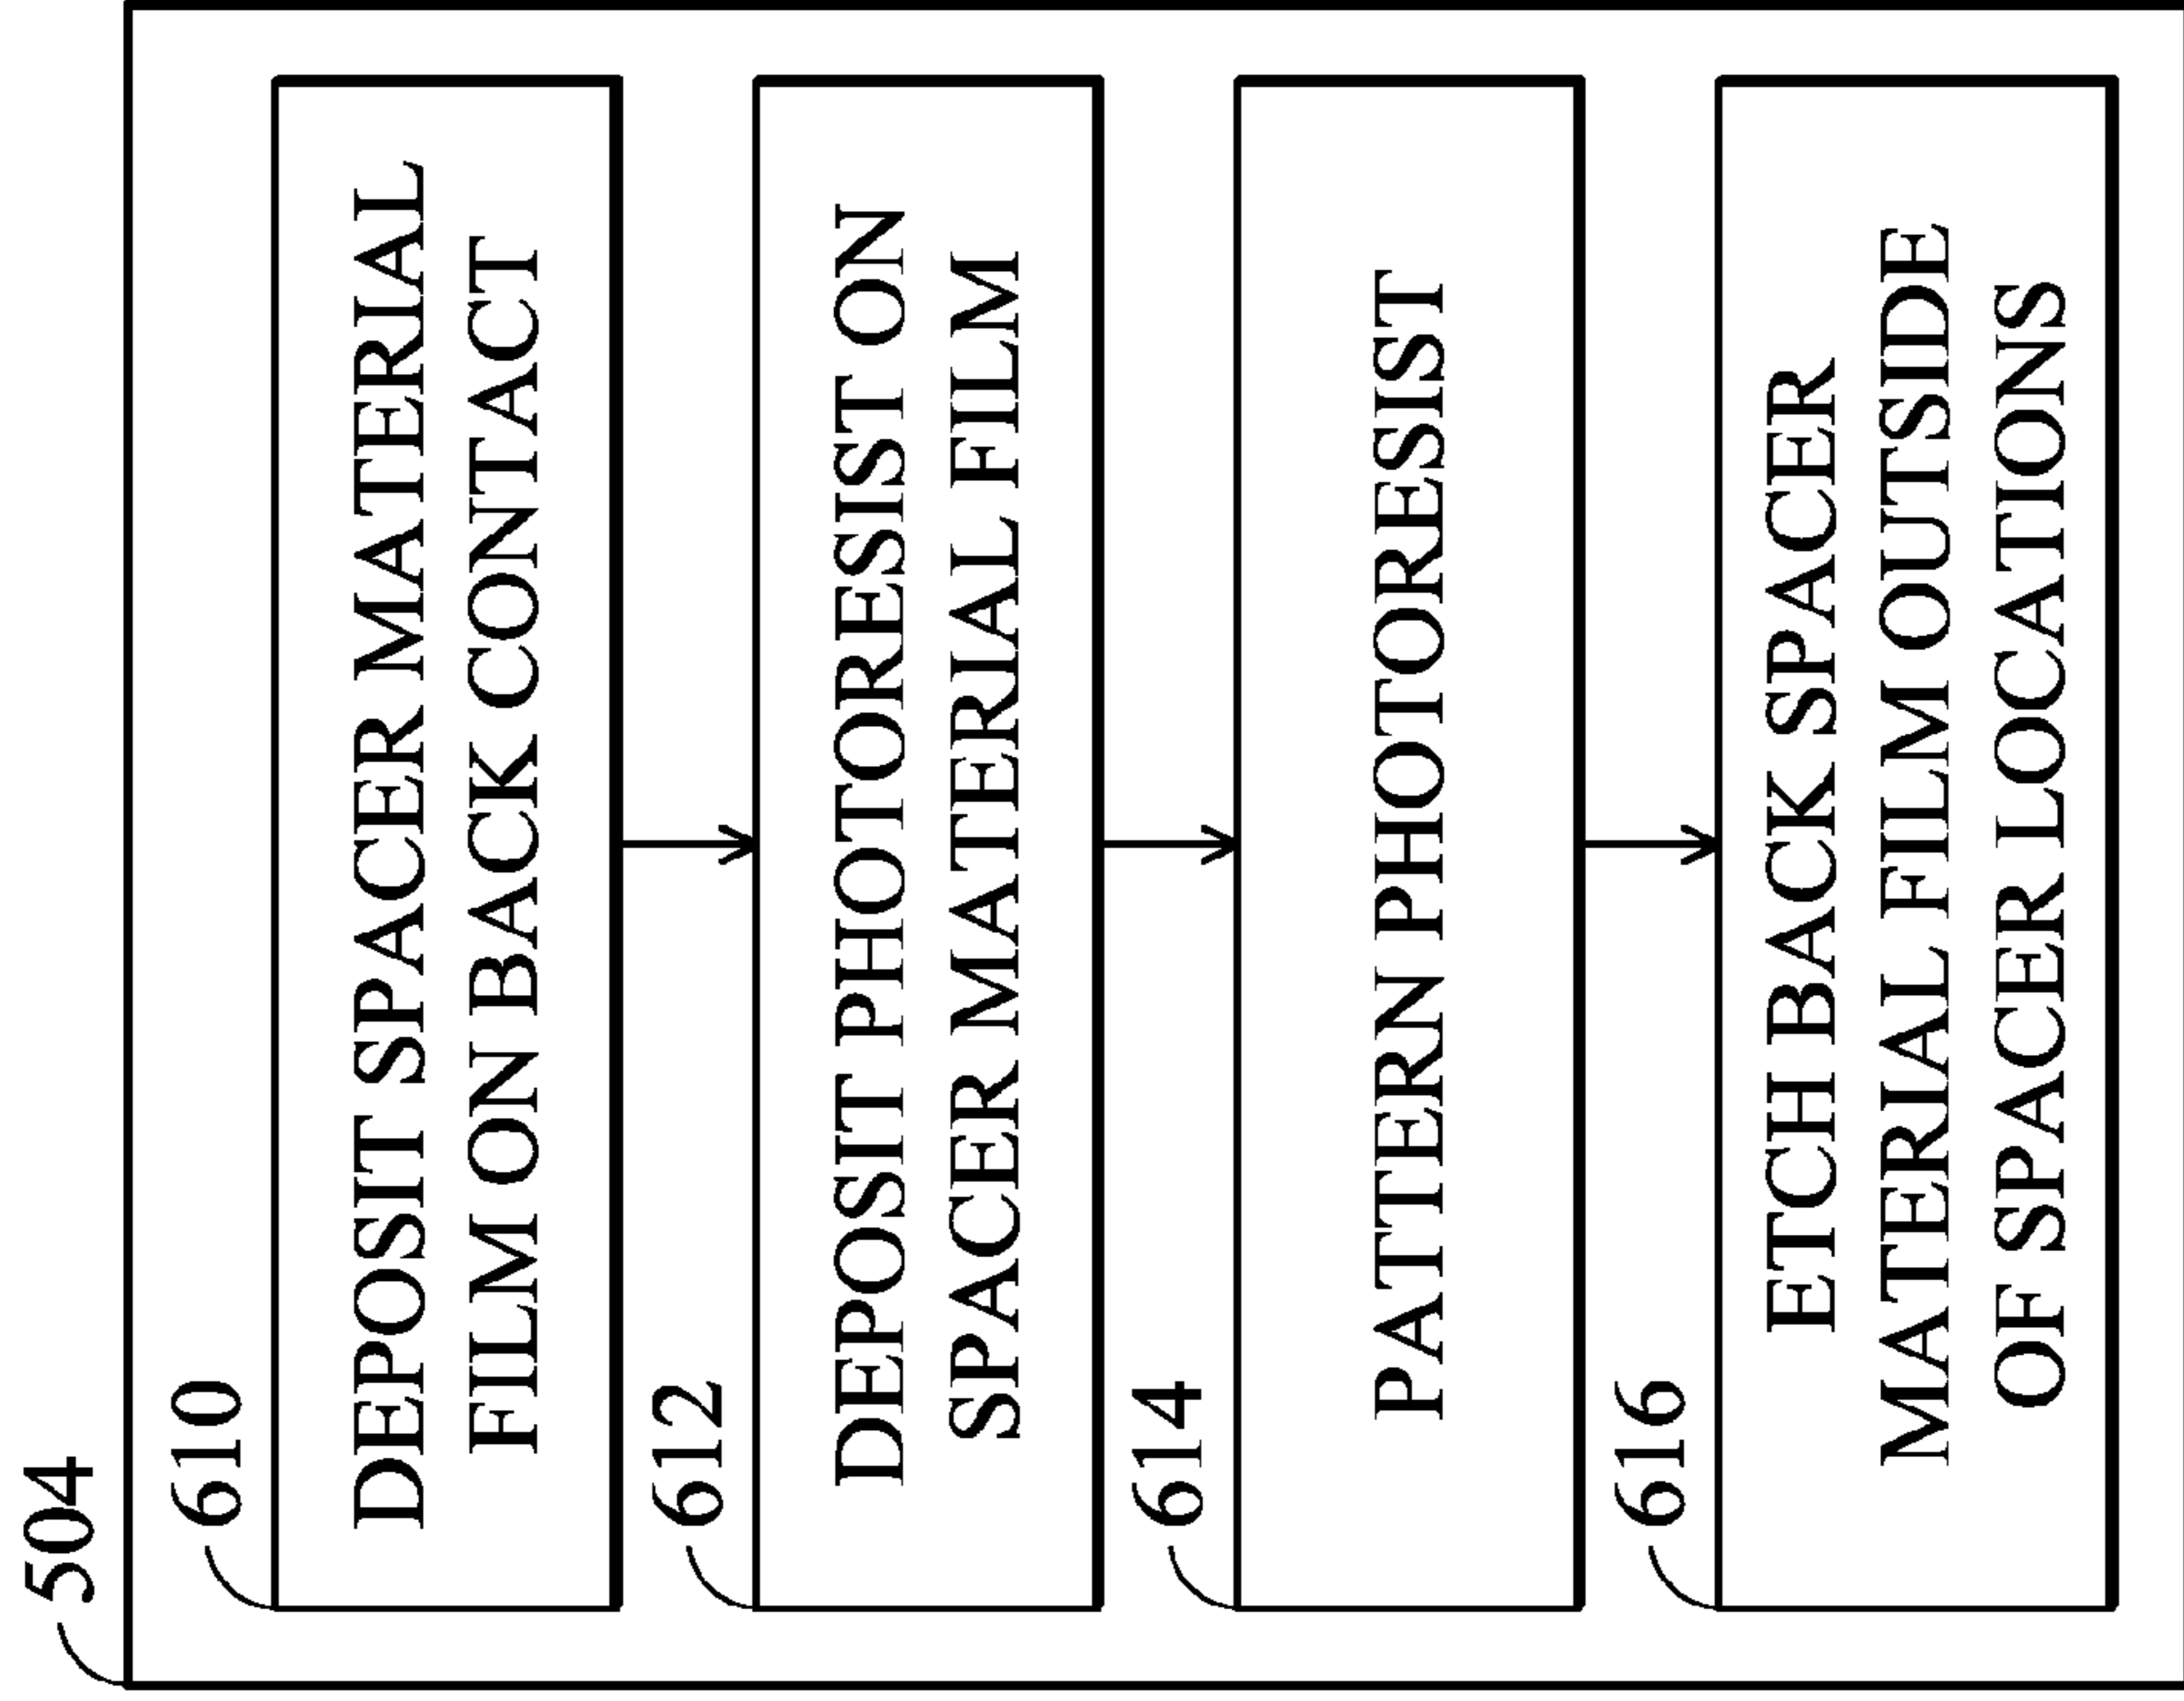 504
610
DEPOSIT SPACER MATERIAL
FILM ON BACK CONTACT
612
DEPOSIT PHOTORESIST ON
SPACER MATERIAL FILM
614
PATTERN PHOTORESIST
616
ETCH BACK SPACER
MATERIAL FILM OUTSIDE
OF SPACER LOCATIONS